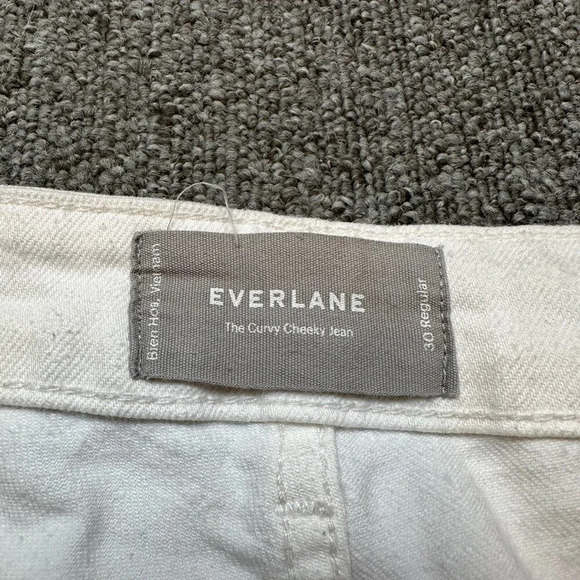 Bien Hoa, Vietnam
EVERLANE
The Curvy Cheeky Jean
30 Regular